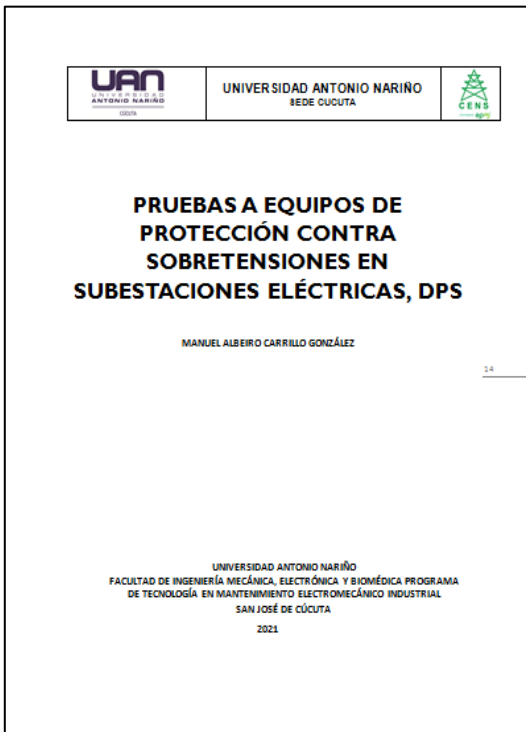 UAN
UNIVERSIDAD
ANTONIO NARIÑO
CÚCUTA
UNIVERSIDAD ANTONIO NARIÑO
SEDE CUCUTA
CENS
epm
PRUEBAS A EQUIPOS DE
PROTECCIÓN CONTRA
SOBRETENSIONES EN
SUBESTACIONES ELÉCTRICAS, DPS
MANUEL ALBEIRO CARRILLO GONZÁLEZ
14
UNIVERSIDAD ANTONIO NARIÑO
FACULTAD DE INGENIERÍA MECÁNICA, ELECTRÓNICA Y BIOMÉDICA PROGRAMA
DE TECNOLOGÍA EN MANTENIMIENTO ELECTROMECÁNICO INDUSTRIAL
SAN JOSÉ DE CÚCUTA
2021